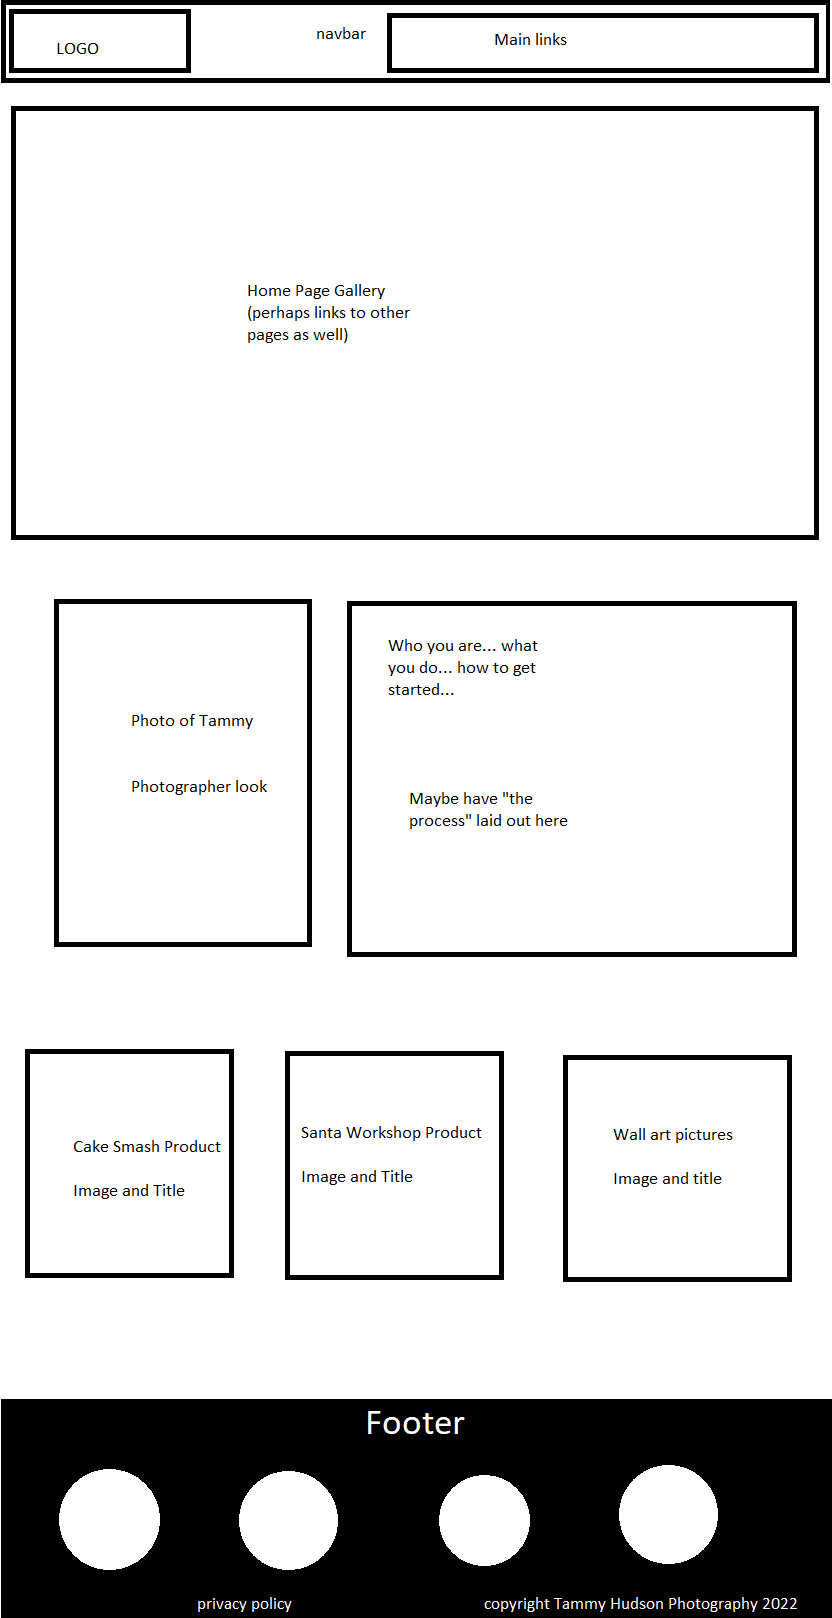 LOGO
navbar
Main links
Home Page Gallery
(perhaps links to other
pages as well)
Photo of Tammy
Photographer look
Who you are... what
you do... how to get
started...
Maybe have "the
process" laid out here
Cake Smash Product
Image and Title
Santa Workshop Product
Image and Title
Wall art pictures
Image and title
Footer
privacy policy
copyright Tammy Hudson Photography 2022